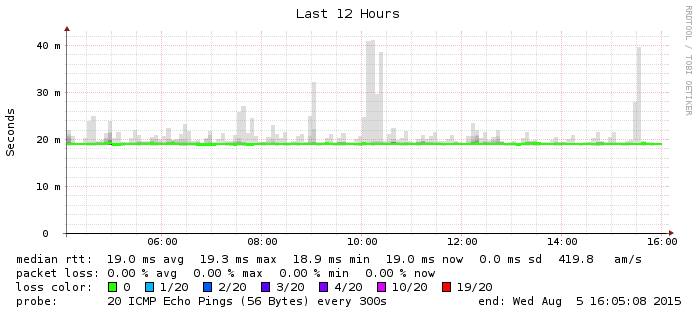 Last 12 Hours
RRDTOOL / TOBI OETIKER
Seconds
40 m
30 m
20 m
10 m
0
06:00 08:00 10:00 12:00 14:00 16:00
median rtt: 19.0 ms avg 19.3 ms max 18.9 ms min 19.0 ms now 0.0 ms sd 419.8 am/s
packet loss: 0.00 % avg 0.00 % max 0.00 % min 0.00 % now
loss color: 0 1/20 2/20 3/20 4/20 10/20 19/20
probe: 20 ICMP Echo Pings (56 Bytes) every 300s end: Wed Aug 5 16:05:08 2015